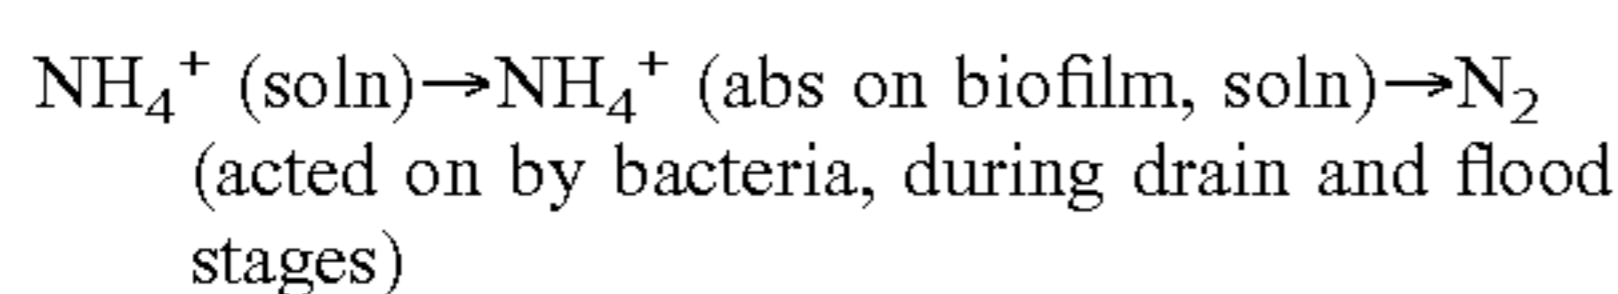 NH₄⁺ (soln)→NH₄⁺ (abs on biofilm, soln)→N₂
(acted on by bacteria, during drain and flood
stages)